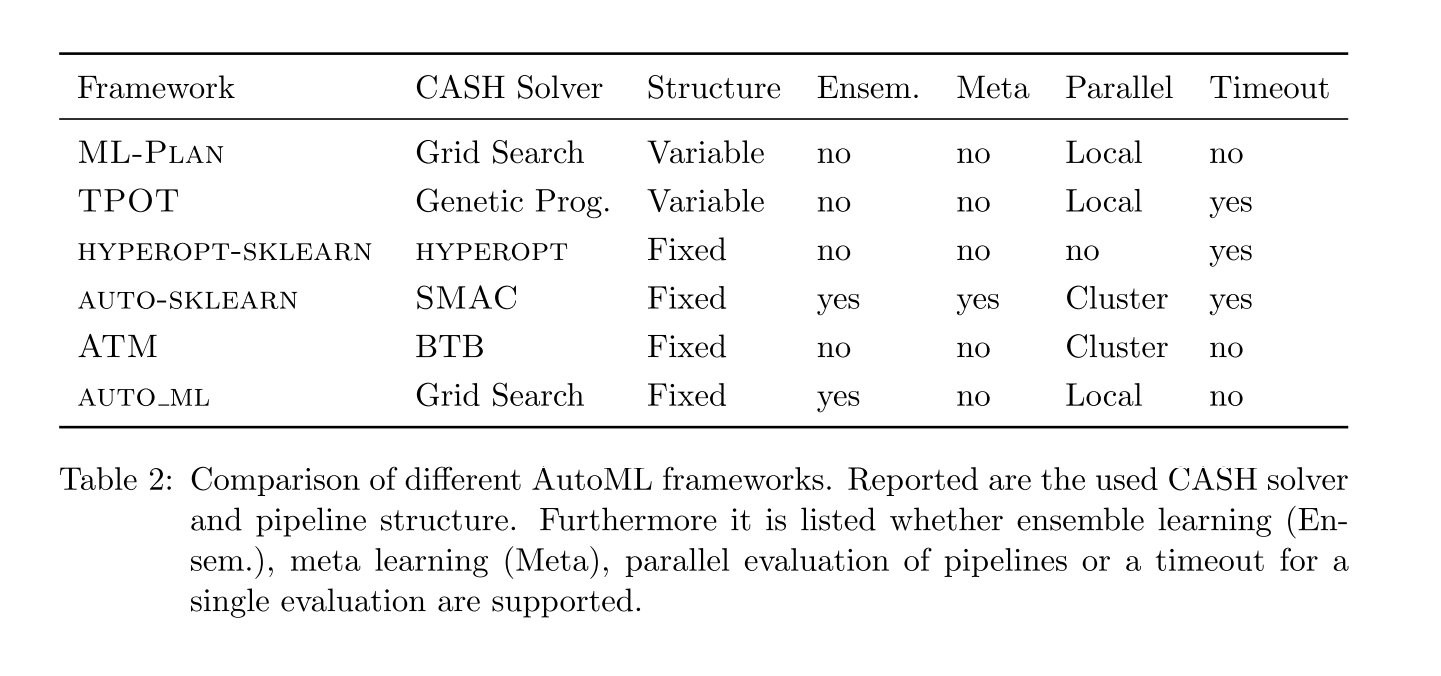 Framework CASH Solver Structure Ensem. Meta Parallel Timeout
ML-Plan Grid Search Variable no no Local no
TPOT Genetic Prog. Variable no no Local yes
hyperopt-sklearn hyperopt Fixed no no no yes
auto-sklearn SMAC Fixed yes yes Cluster yes
ATM BTB Fixed no no Cluster no
auto_ml Grid Search Fixed yes no Local no
Table 2: Comparison of different AutoML frameworks. Reported are the used CASH solver
and pipeline structure. Furthermore it is listed whether ensemble learning (En-
sem.), meta learning (Meta), parallel evaluation of pipelines or a timeout for a
single evaluation are supported.